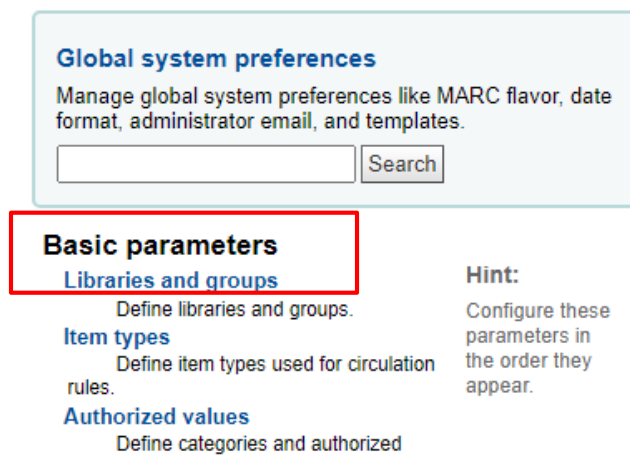 Global system preferences
Manage global system preferences like MARC flavor, date
format, administrator email, and templates.
Search
Basic parameters
Libraries and groups
Define libraries and groups.
Item types
Define item types used for circulation
rules.
Authorized values
Define categories and authorized
Hint:
Configure these
parameters in
the order they
appear.